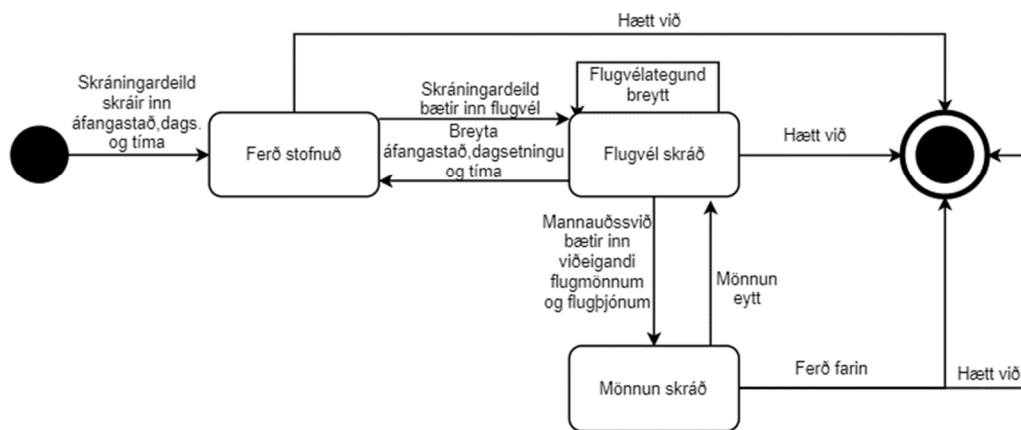 Hætt við
Skráningardeild
skráir inn
áfangastað,dags.
og tíma
Ferð stofnuð
Skráningardeild
bætir inn flugvél
Breyta
áfangastað,dagsetningu
og tíma
Flugvélategund
breytt
Flugvél skráð
Hætt við
Mannauðssvið
bætir inn
viðeigandi
flugmönnum
og flugþjónum
Mönnun
eytt
Mönnun skráð
Ferð farin
Hætt við